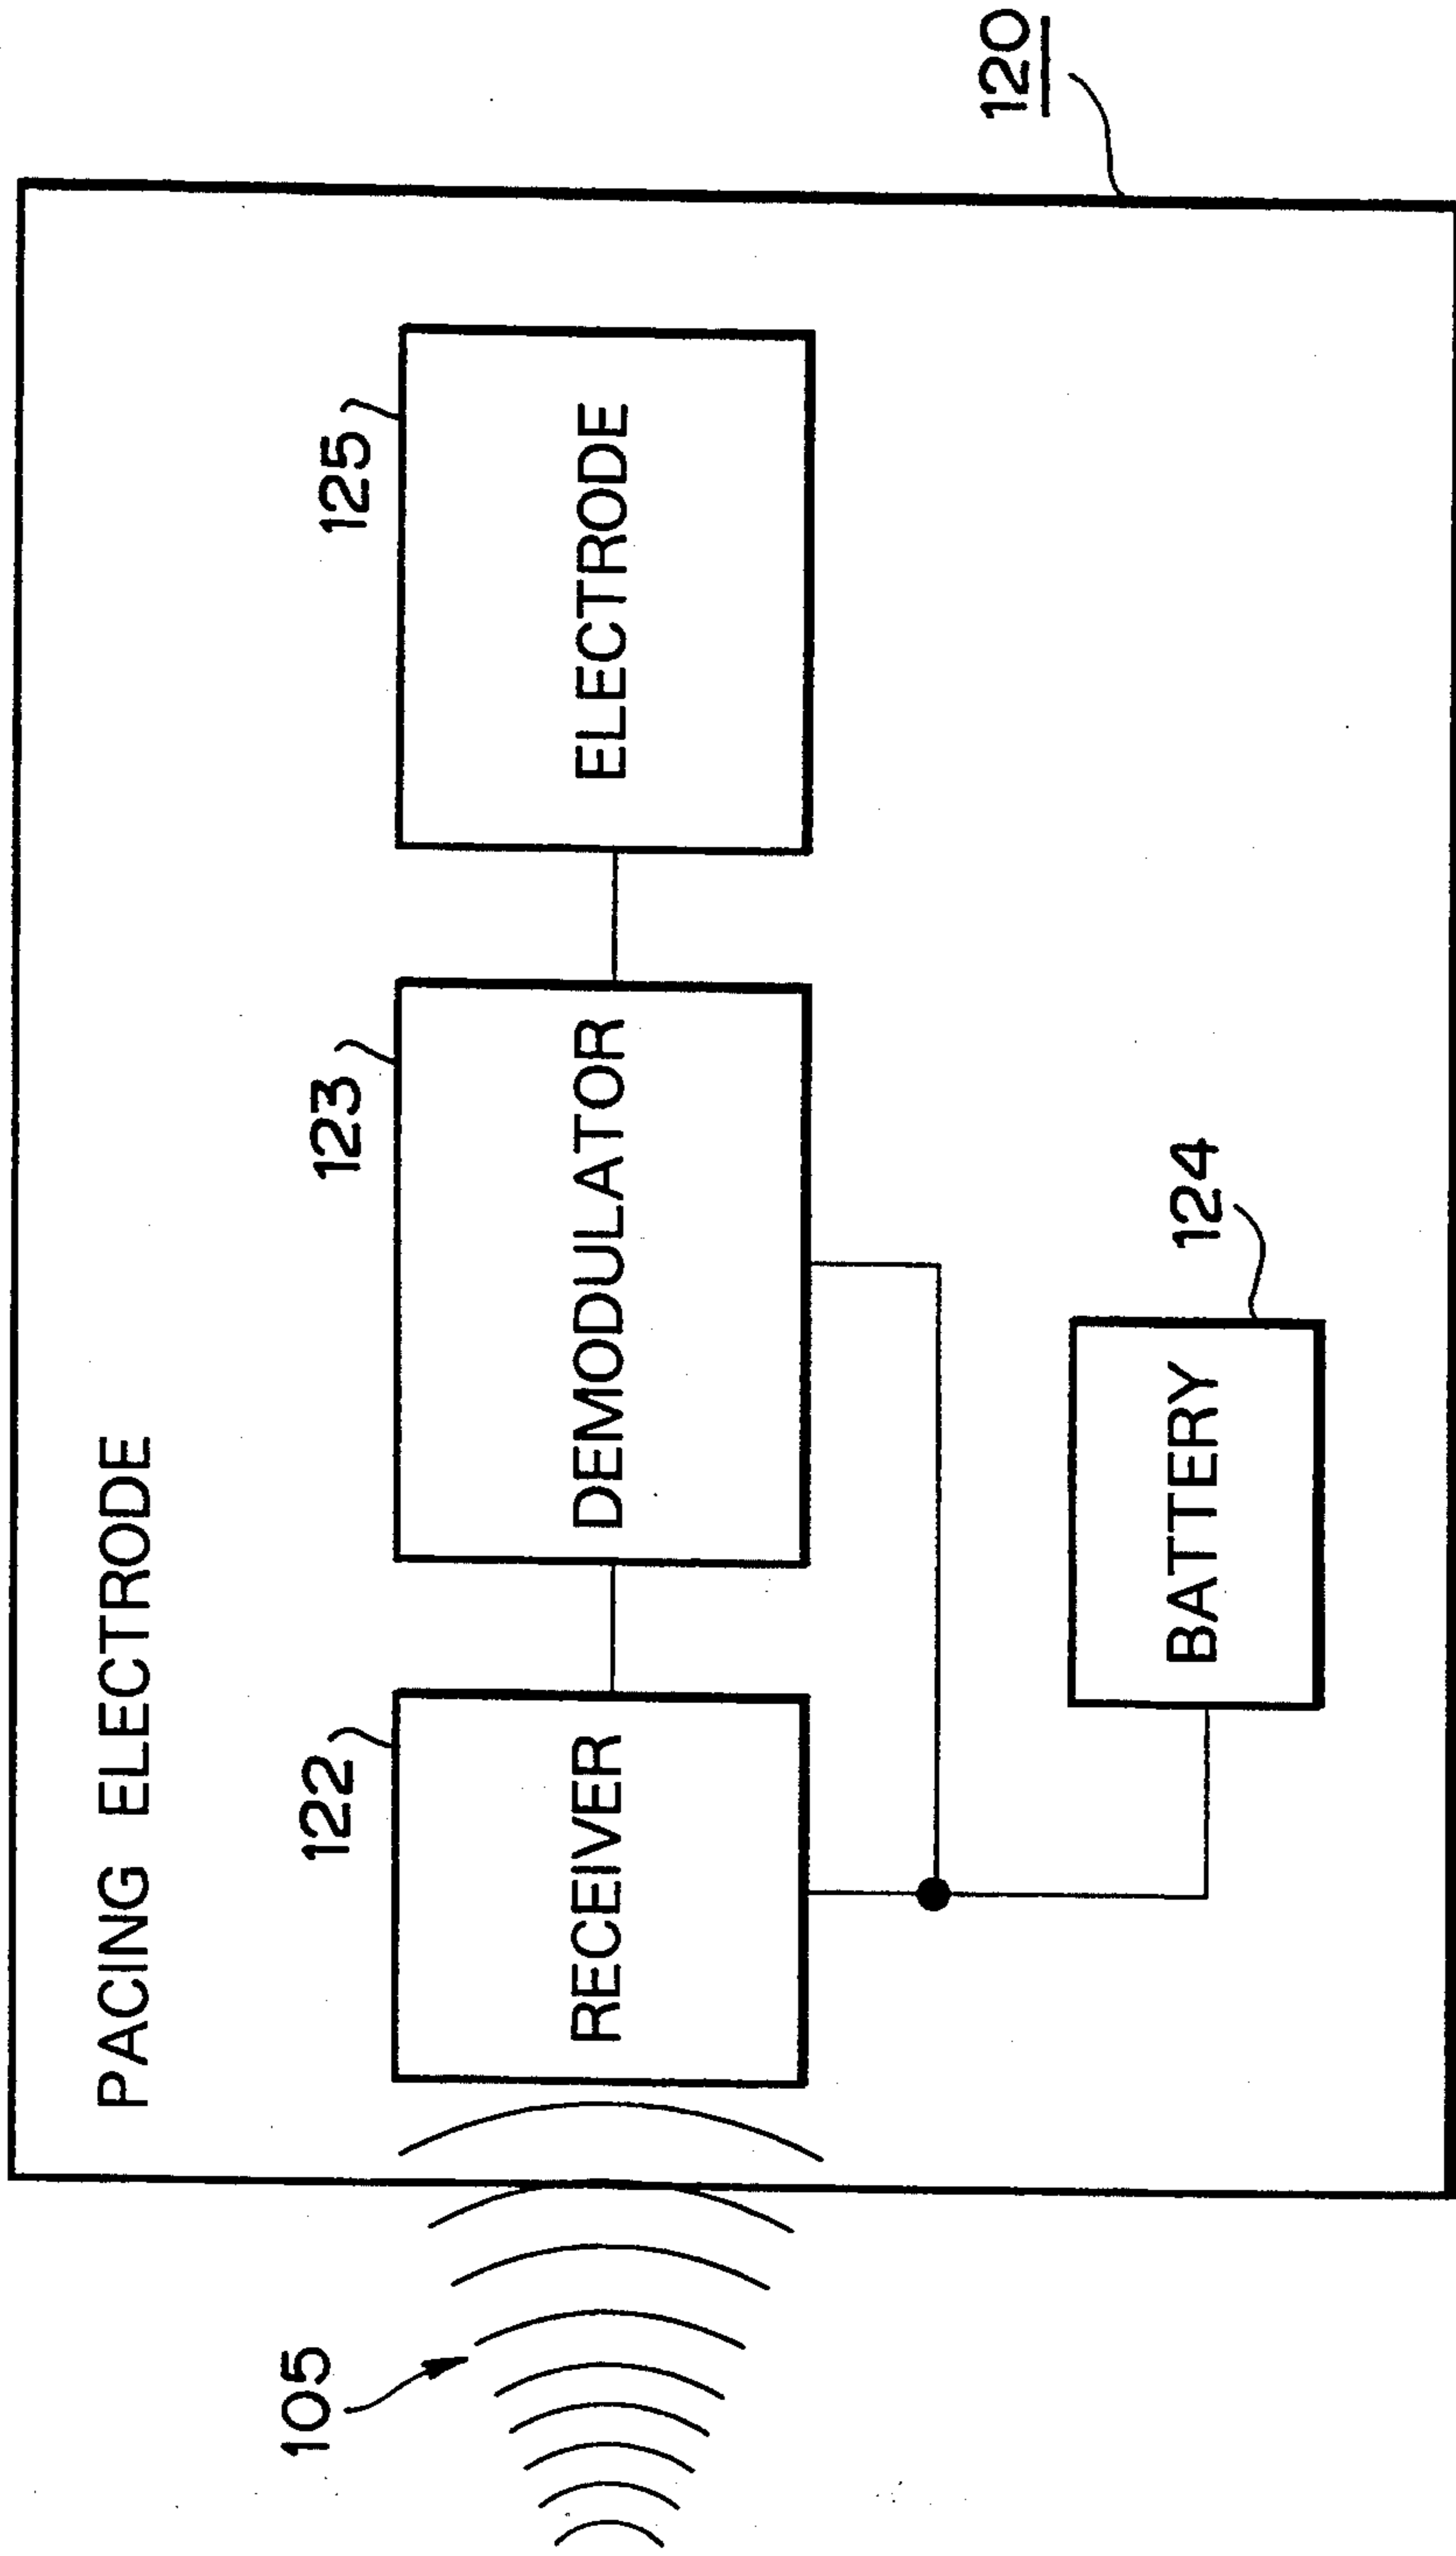 120
PACING ELECTRODE
122
123
125
RECEIVER
DEMODULATOR
ELECTRODE
105
124
BATTERY